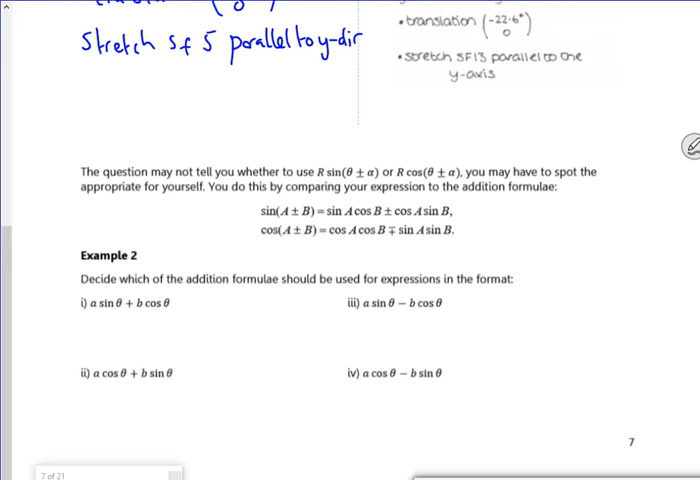 Stretch sf 5 parallel to y-dir
• translation (-22.6° 0)
• stretch SF13 parallel to the
y-axis
The question may not tell you whether to use R sin(θ ± α) or R cos(θ ± α), you may have to spot the
appropriate for yourself. You do this by comparing your expression to the addition formulae:
sin(A ± B) = sin A cos B ± cos A sin B,
cos(A ± B) = cos A cos B ∓ sin A sin B.
Example 2
Decide which of the addition formulae should be used for expressions in the format:
i) a sin θ + b cos θ
iii) a sin θ − b cos θ
ii) a cos θ + b sin θ
iv) a cos θ − b sin θ
7
7 of 21